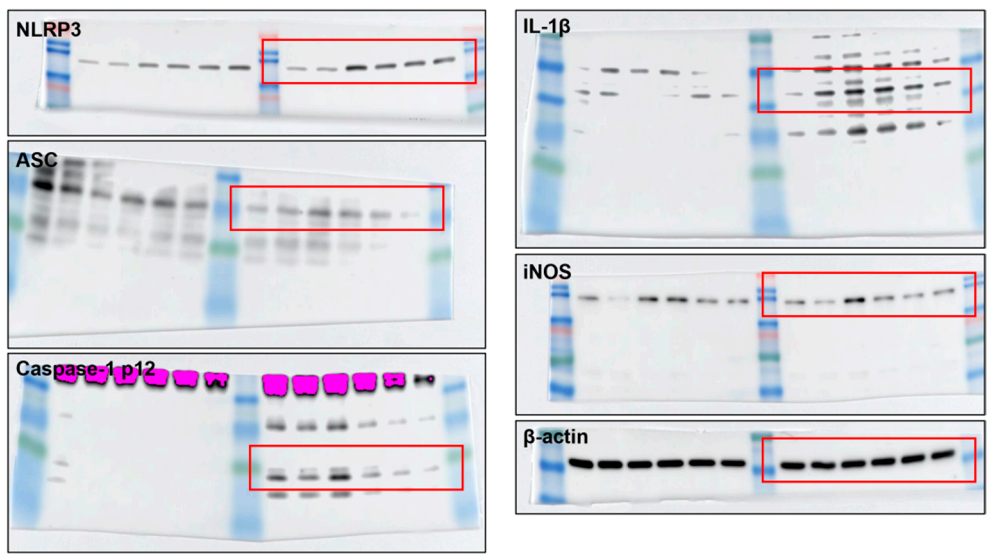 NLRP3
ASC
Caspase-1 p12
IL-1β
iNOS
β-actin